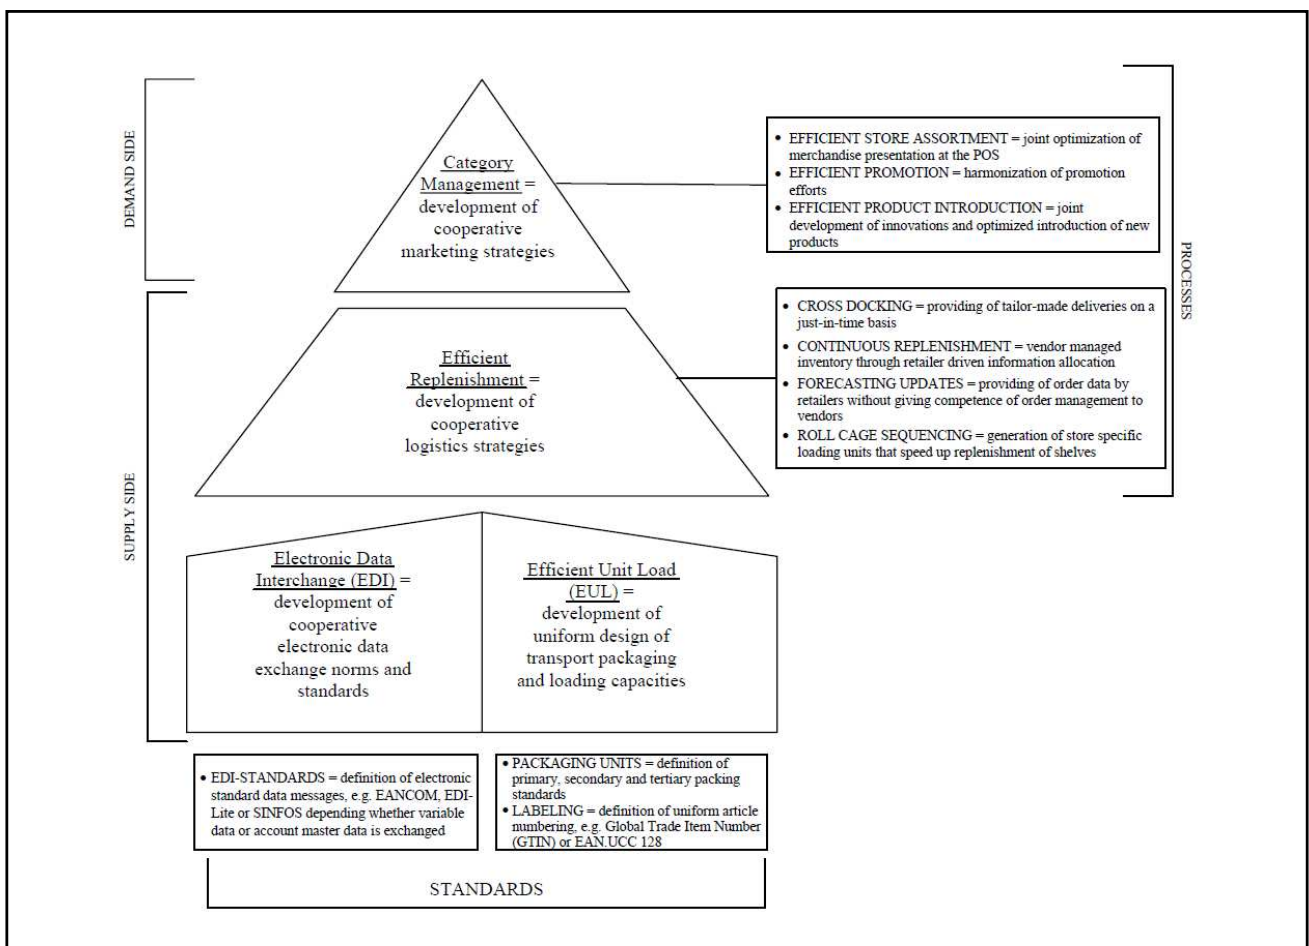 DEMAND SIDE
Category
Management =
development of
cooperative
marketing strategies
• EFFICIENT STORE ASSORTMENT = joint optimization of
merchandise presentation at the POS
• EFFICIENT PROMOTION = harmonization of promotion
efforts
• EFFICIENT PRODUCT INTRODUCTION = joint
development of innovations and optimized introduction of new
products
PROCESSES
SUPPLY SIDE
Efficient
Replenishment =
development of
cooperative
logistics strategies
• CROSS DOCKING = providing of tailor-made deliveries on a
just-in-time basis
• CONTINUOUS REPLENISHMENT = vendor managed
inventory through retailer driven information allocation
• FORECASTING UPDATES = providing of order data by
retailers without giving competence of order management to
vendors
• ROLL CAGE SEQUENCING = generation of store specific
loading units that speed up replenishment of shelves
Electronic Data
Interchange (EDI) =
development of
cooperative
electronic data
exchange norms and
standards
Efficient Unit Load
(EUL) =
development of
uniform design of
transport packaging
and loading capacities
• EDI-STANDARDS = definition of electronic
standard data messages, e.g. EANCOM, EDI-
Lite or SINFOS depending whether variable
data or account master data is exchanged
• PACKAGING UNITS = definition of
primary, secondary and tertiary packing
standards
• LABELING = definition of uniform article
numbering, e.g. Global Trade Item Number
(GTIN) or EAN.UCC 128
STANDARDS